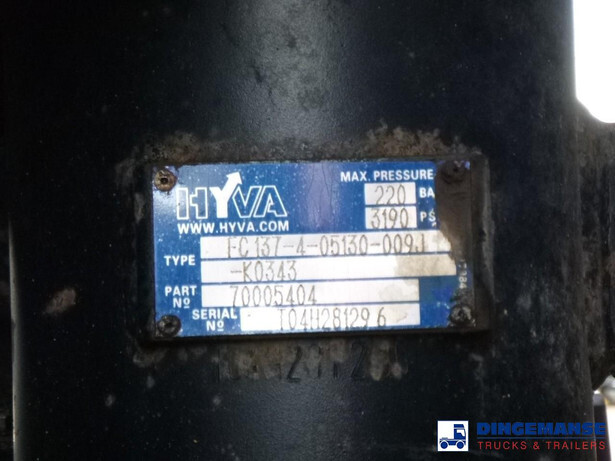 HYVA
WWW.HYVA.COM
MAX. PRESSURE
220 BA
3190 PS
TYPE FC137-4-05130-009J
-K0343
PART Nº 70005404
SERIAL Nº T04H28129 6
DINGEMANSE
TRUCKS & TRAILERS